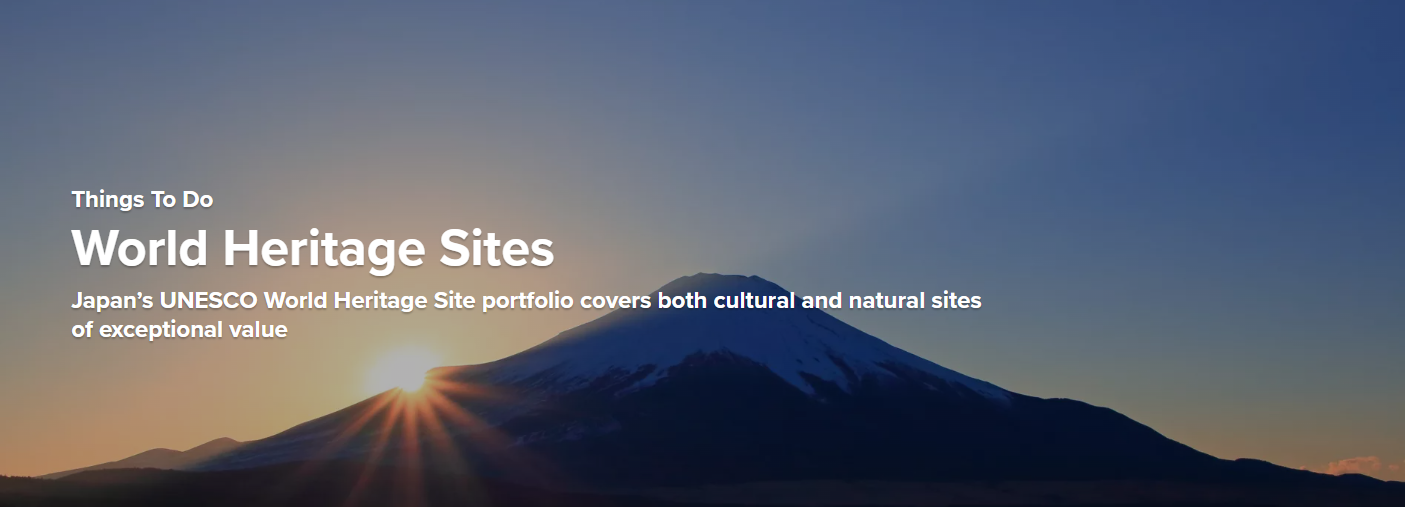 Things To Do
World Heritage Sites
Japan’s UNESCO World Heritage Site portfolio covers both cultural and natural sites
of exceptional value